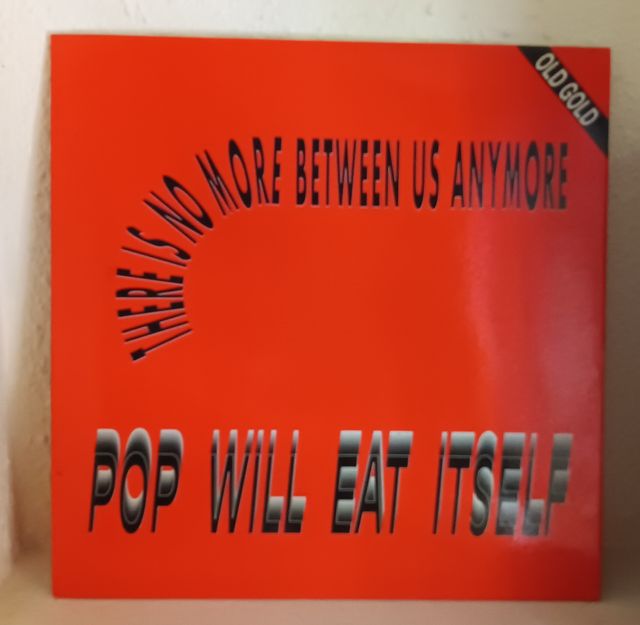 OLD GOLD
THERE IS NO MORE BETWEEN US ANYMORE
POP WILL EAT ITSELF